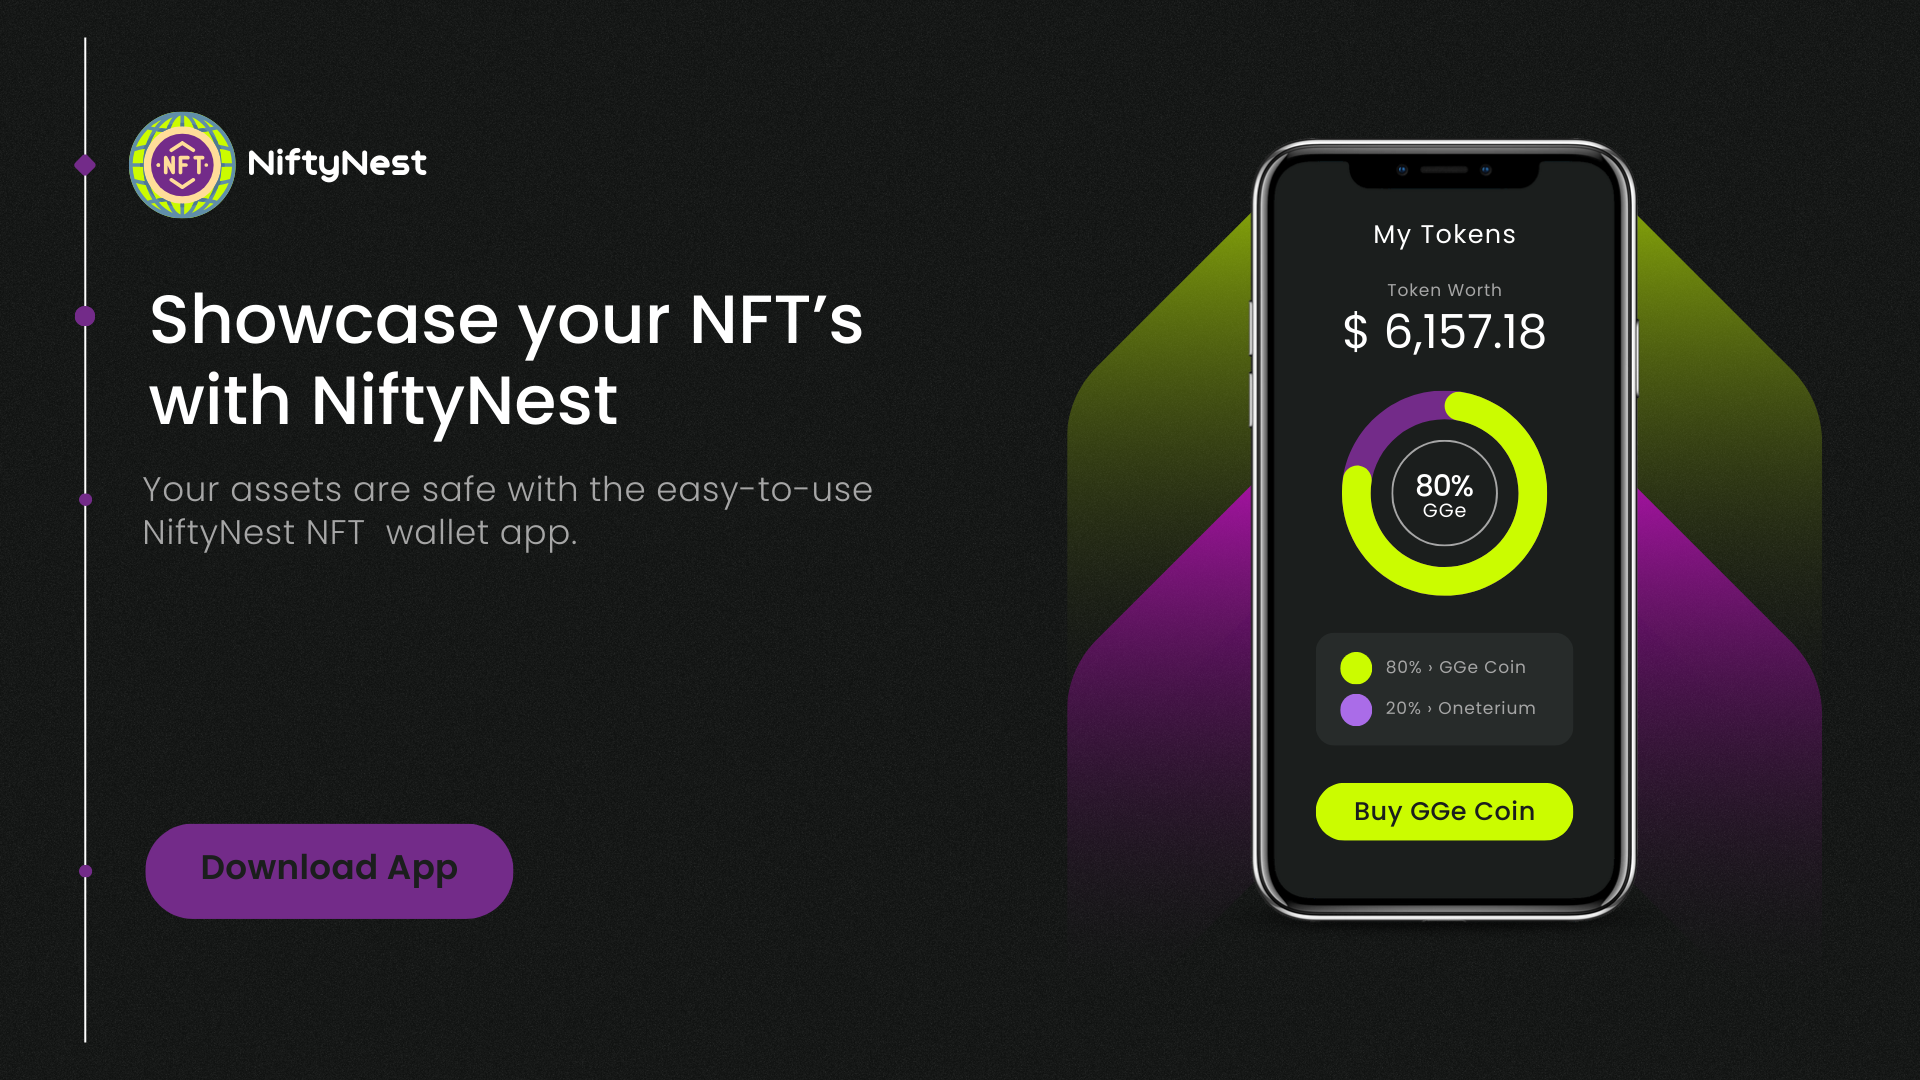 NFT
NiftyNest
Showcase your NFT’s
with NiftyNest
Your assets are safe with the easy-to-use
NiftyNest NFT  wallet app.
Download App
My Tokens
Token Worth
$ 6,157.18
80%
GGe
80% › GGe Coin
20% › Oneterium
Buy GGe Coin